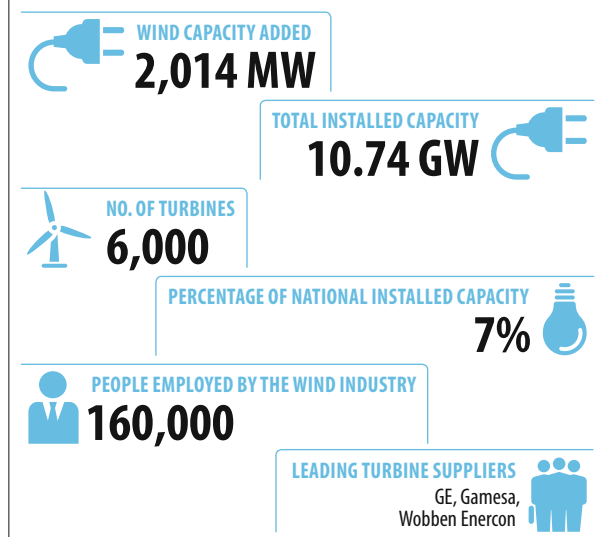 WIND CAPACITY ADDED
2,014 MW
TOTAL INSTALLED CAPACITY
10.74 GW
NO. OF TURBINES
6,000
PERCENTAGE OF NATIONAL INSTALLED CAPACITY
7%
PEOPLE EMPLOYED BY THE WIND INDUSTRY
160,000
LEADING TURBINE SUPPLIERS
GE, Gamesa,
Wobben Enercon